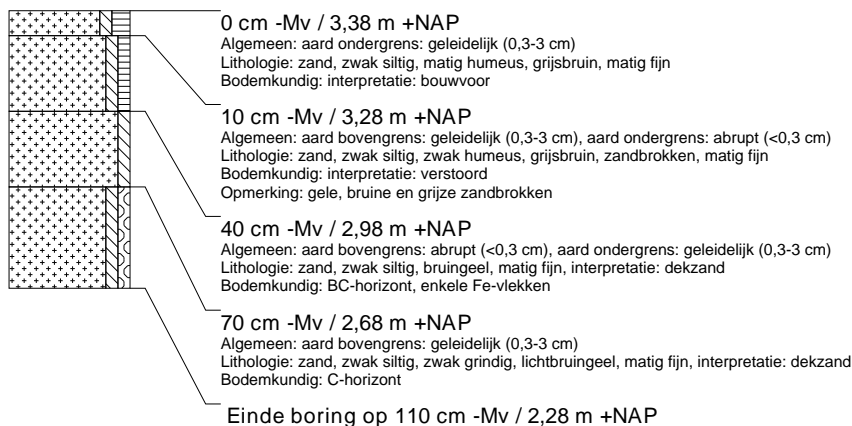 0 cm -Mv / 3,38 m +NAP
Algemeen: aard ondergrens: geleidelijk (0,3-3 cm)
Lithologie: zand, zwak siltig, matig humeus, grijsbruin, matig fijn
Bodemkundig: interpretatie: bouwvoor
10 cm -Mv / 3,28 m +NAP
Algemeen: aard bovengrens: geleidelijk (0,3-3 cm), aard ondergrens: abrupt (<0,3 cm)
Lithologie: zand, zwak siltig, zwak humeus, grijsbruin, zandbrokken, matig fijn
Bodemkundig: interpretatie: verstoord
Opmerking: gele, bruine en grijze zandbrokken
40 cm -Mv / 2,98 m +NAP
Algemeen: aard bovengrens: abrupt (<0,3 cm), aard ondergrens: geleidelijk (0,3-3 cm)
Lithologie: zand, zwak siltig, bruingeel, matig fijn, interpretatie: dekzand
Bodemkundig: BC-horizont, enkele Fe-vlekken
70 cm -Mv / 2,68 m +NAP
Algemeen: aard bovengrens: geleidelijk (0,3-3 cm)
Lithologie: zand, zwak siltig, zwak grindig, lichtbruingeel, matig fijn, interpretatie: dekzand
Bodemkundig: C-horizont
Einde boring op 110 cm -Mv / 2,28 m +NAP